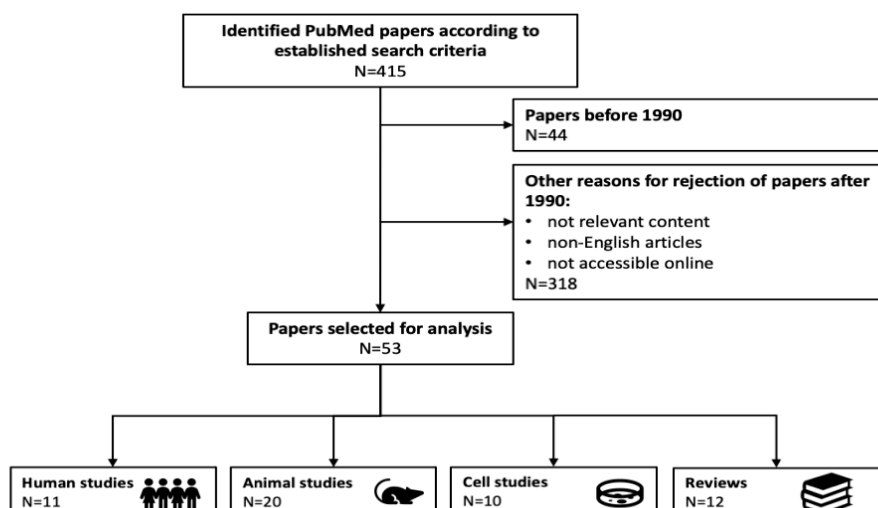 Identified PubMed papers according to
established search criteria
N=415
Papers before 1990
N=44
Other reasons for rejection of papers after
1990:
• not relevant content
• non-English articles
• not accessible online
N=318
Papers selected for analysis
N=53
Human studies
N=11
Animal studies
N=20
Cell studies
N=10
Reviews
N=12